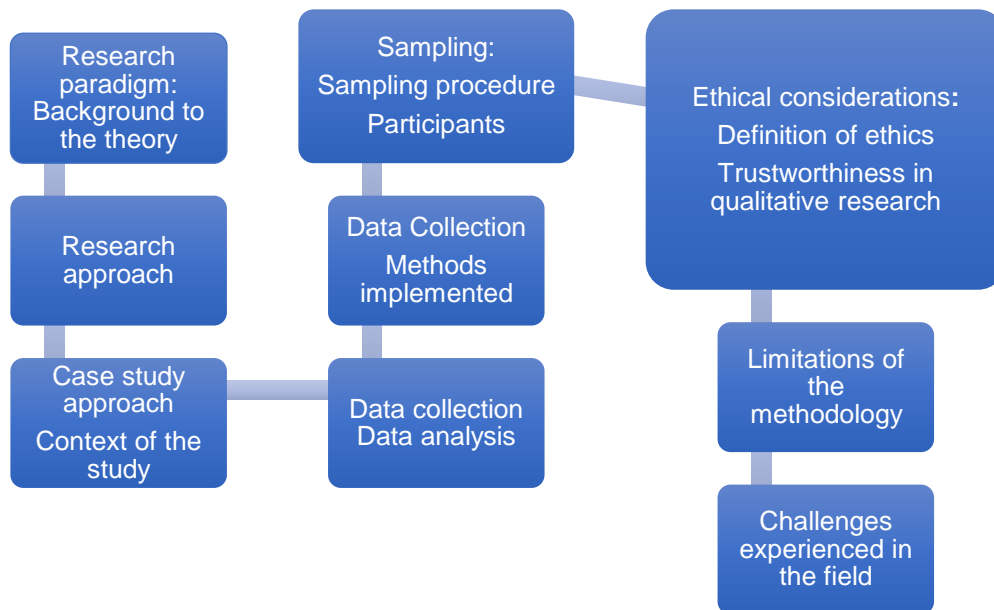 Research
paradigm:
Background to
the theory
Research
approach
Case study
approach
Context of the
study
Data collection
Data analysis
Data Collection
Methods
implemented
Sampling:
Sampling procedure
Participants
Ethical considerations:
Definition of ethics
Trustworthiness in
qualitative research
Limitations of
the
methodology
Challenges
experienced in
the field